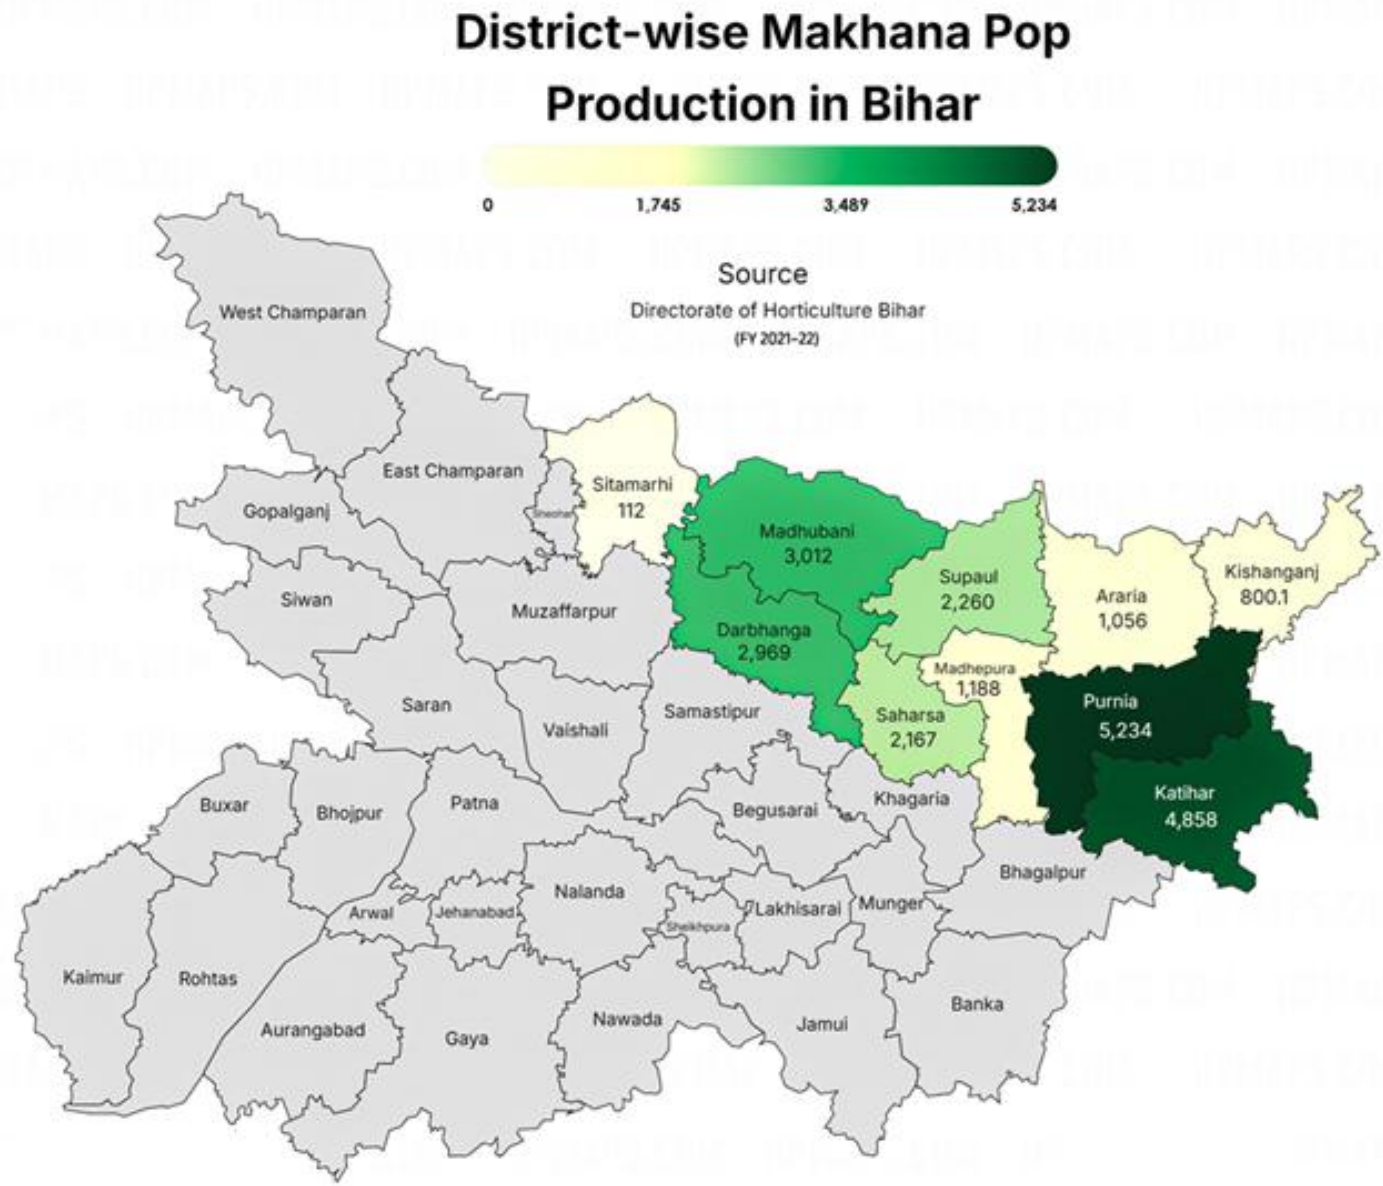 District-wise Makhana Pop
Production in Bihar
0 1,745 3,489 5,234
Source
Directorate of Horticulture Bihar
(FY 2021-22)
West Champaran
East Champaran
Sitamarhi
112
Gopalganj
Sheohar
Madhubani
3,012
Supaul
2,260
Araria
1,056
Kishanganj
800.1
Siwan
Muzaffarpur
Darbhanga
2,969
Madhepura
1,188
Saran
Vaishali
Samastipur
Saharsa
2,167
Purnia
5,234
Buxar
Bhojpur
Patna
Begusarai
Khagaria
Katihar
4,858
Bhagalpur
Nalanda
Arwal
Jehanabad
Sheikhpura
Lakhisarai
Munger
Kaimur
Rohtas
Aurangabad
Gaya
Nawada
Jamui
Banka